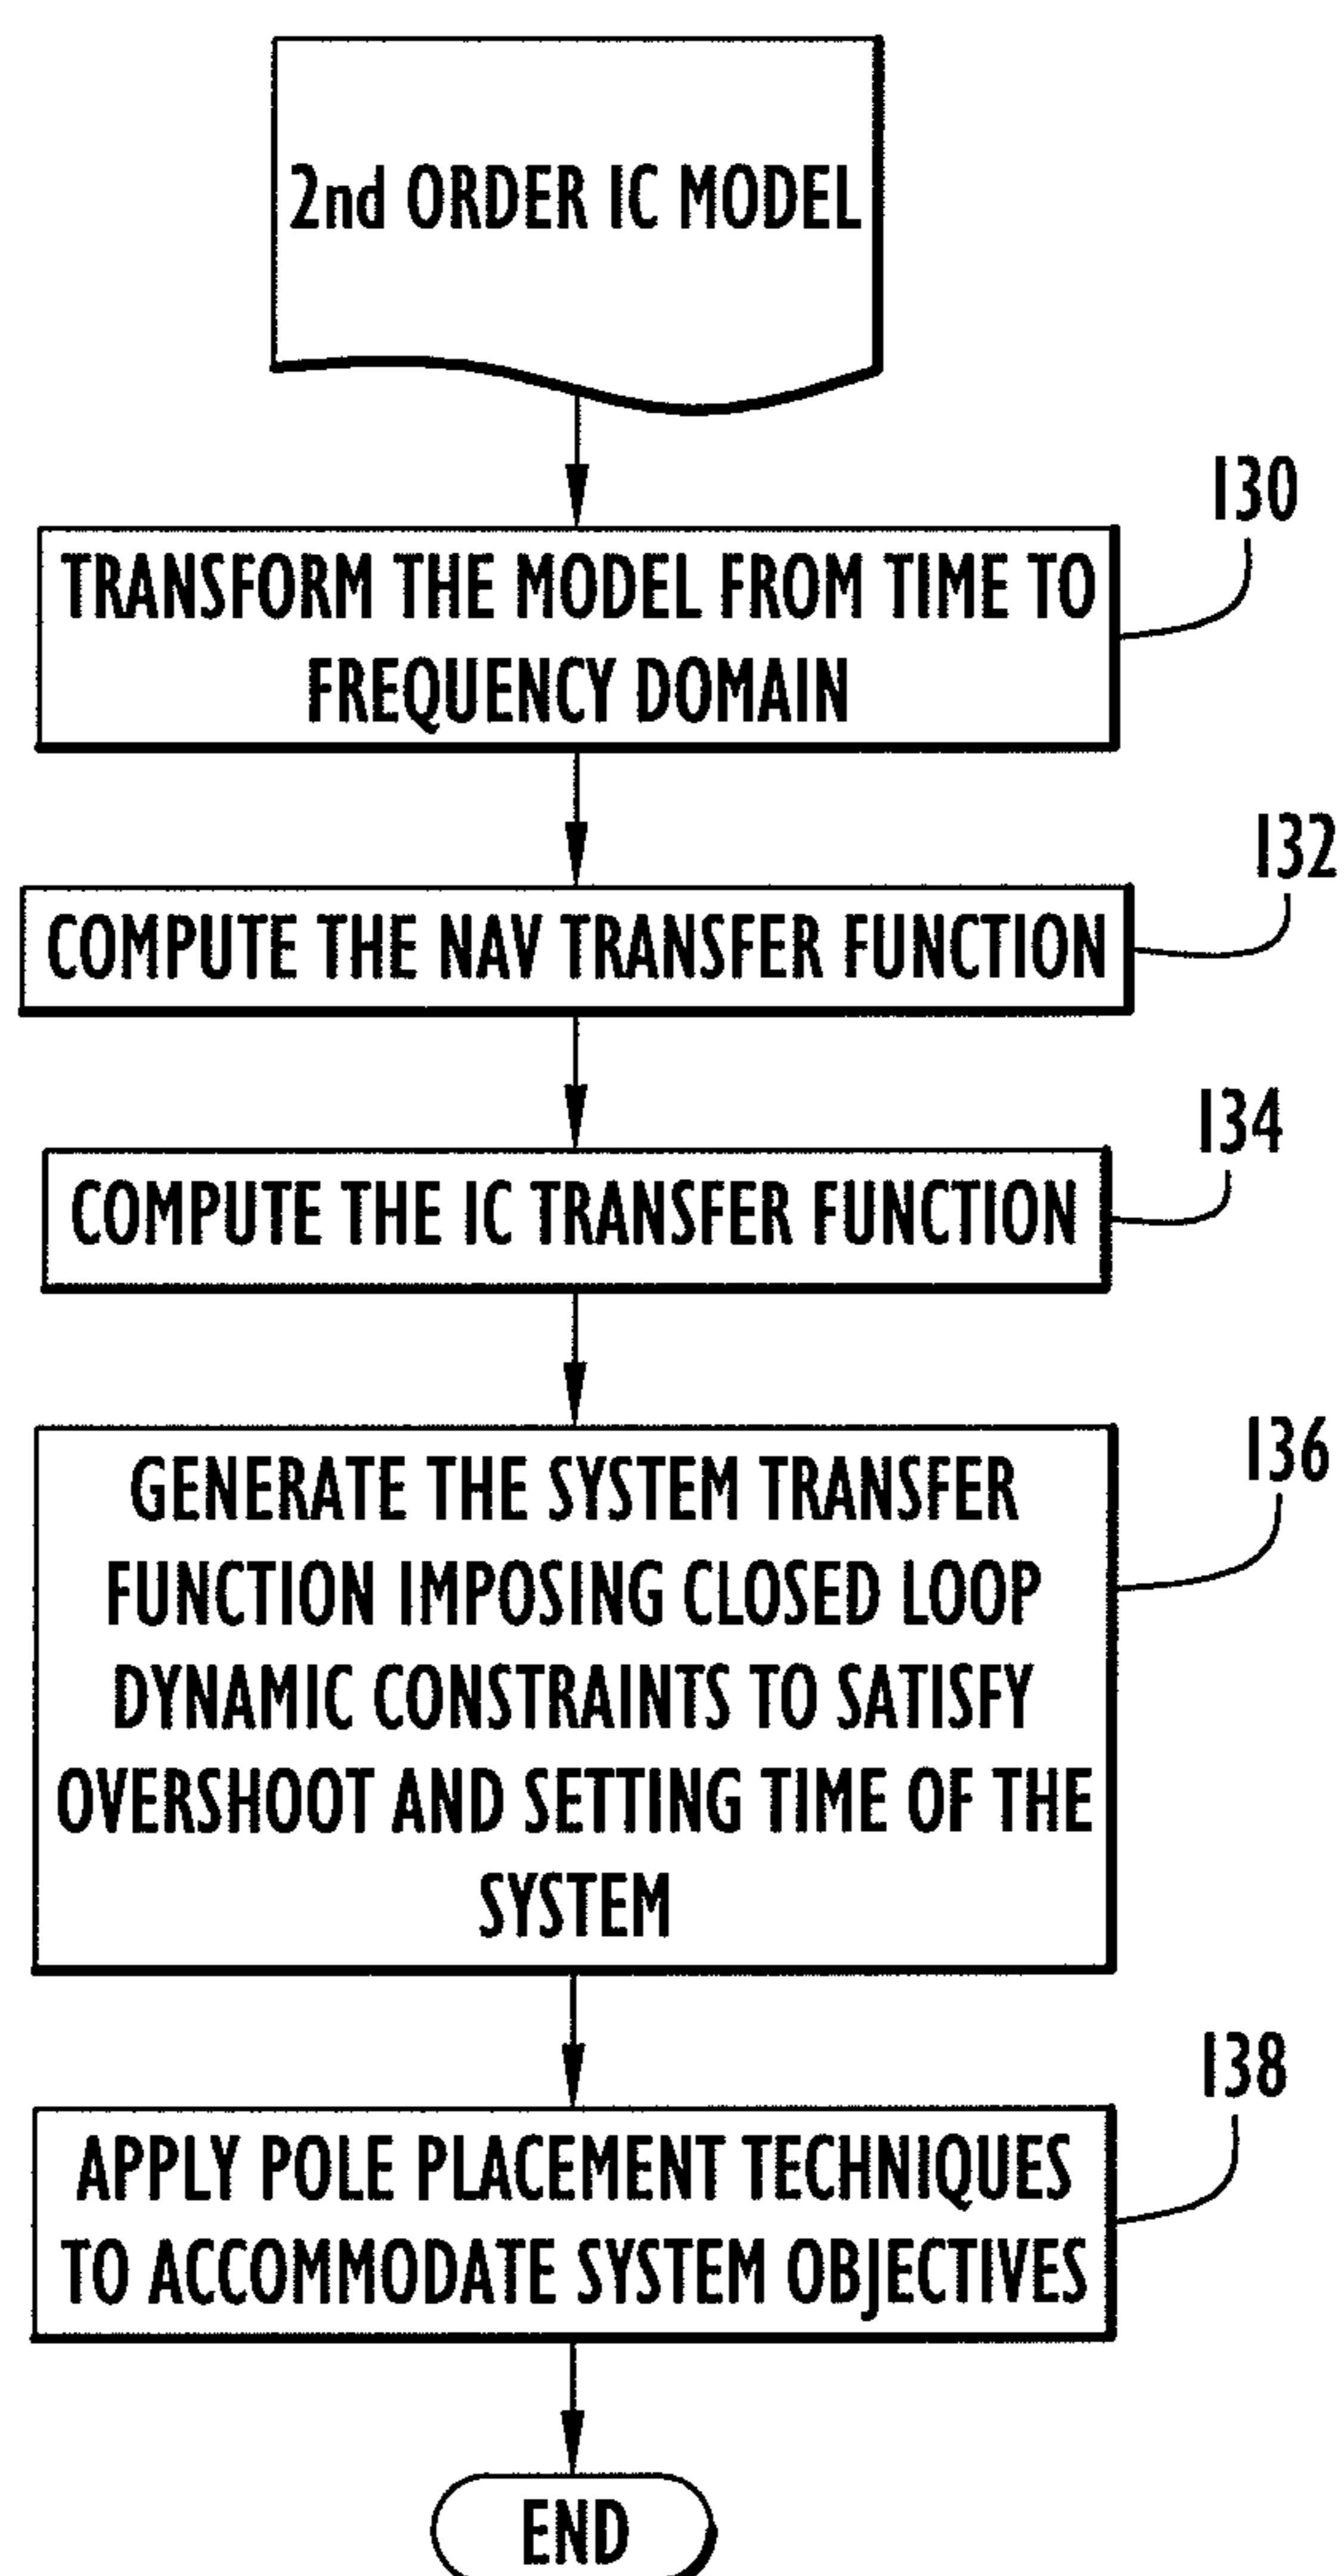 2nd ORDER IC MODEL
130
TRANSFORM THE MODEL FROM TIME TO
FREQUENCY DOMAIN
132
COMPUTE THE NAV TRANSFER FUNCTION
134
COMPUTE THE IC TRANSFER FUNCTION
136
GENERATE THE SYSTEM TRANSFER
FUNCTION IMPOSING CLOSED LOOP
DYNAMIC CONSTRAINTS TO SATISFY
OVERSHOOT AND SETTING TIME OF THE
SYSTEM
138
APPLY POLE PLACEMENT TECHNIQUES
TO ACCOMMODATE SYSTEM OBJECTIVES
END